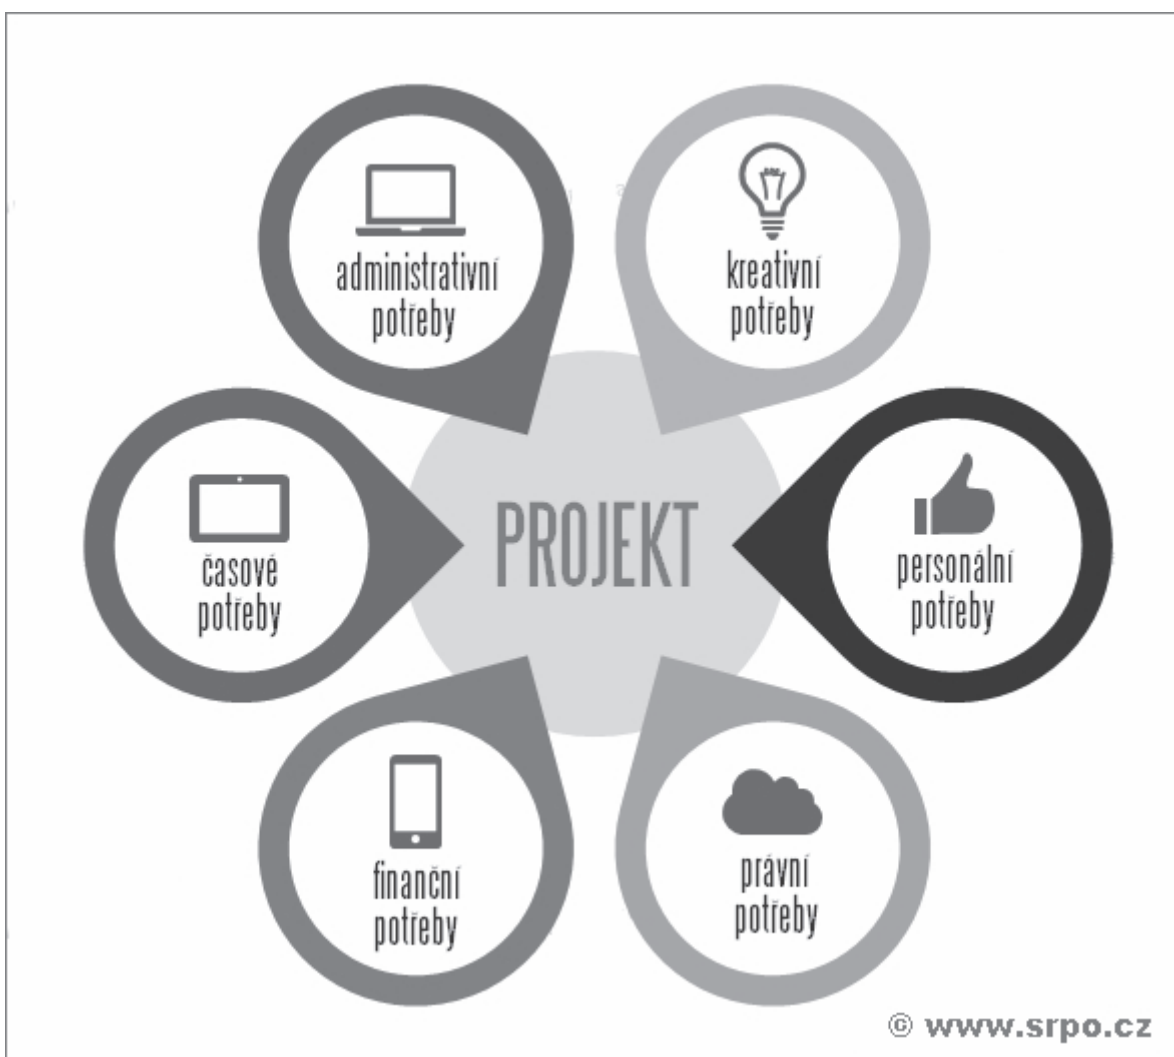 administrativní
potřeby
kreativní
potřeby
časové
potřeby
PROJEKT
personální
potřeby
finanční
potřeby
právní
potřeby
© www.srpo.cz